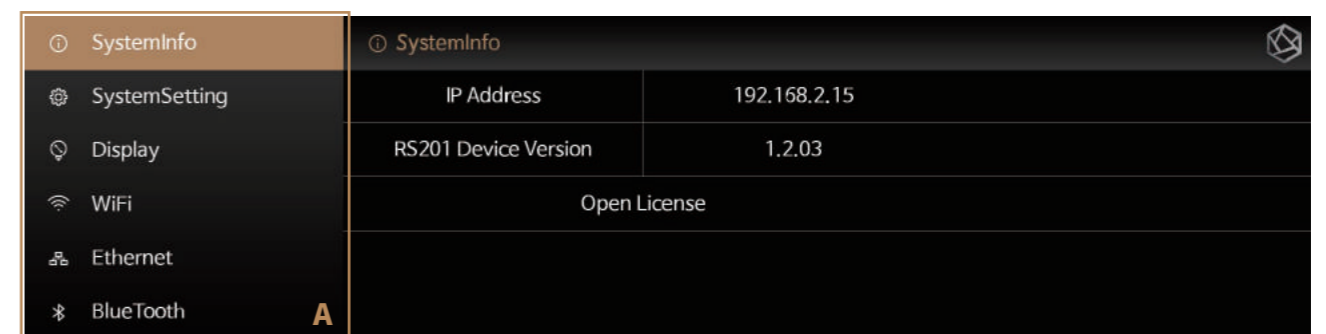 SystemInfo
SystemSetting
Display
WiFi
Ethernet
BlueTooth
A
SystemInfo
IP Address 192.168.2.15
RS201 Device Version 1.2.03
Open License